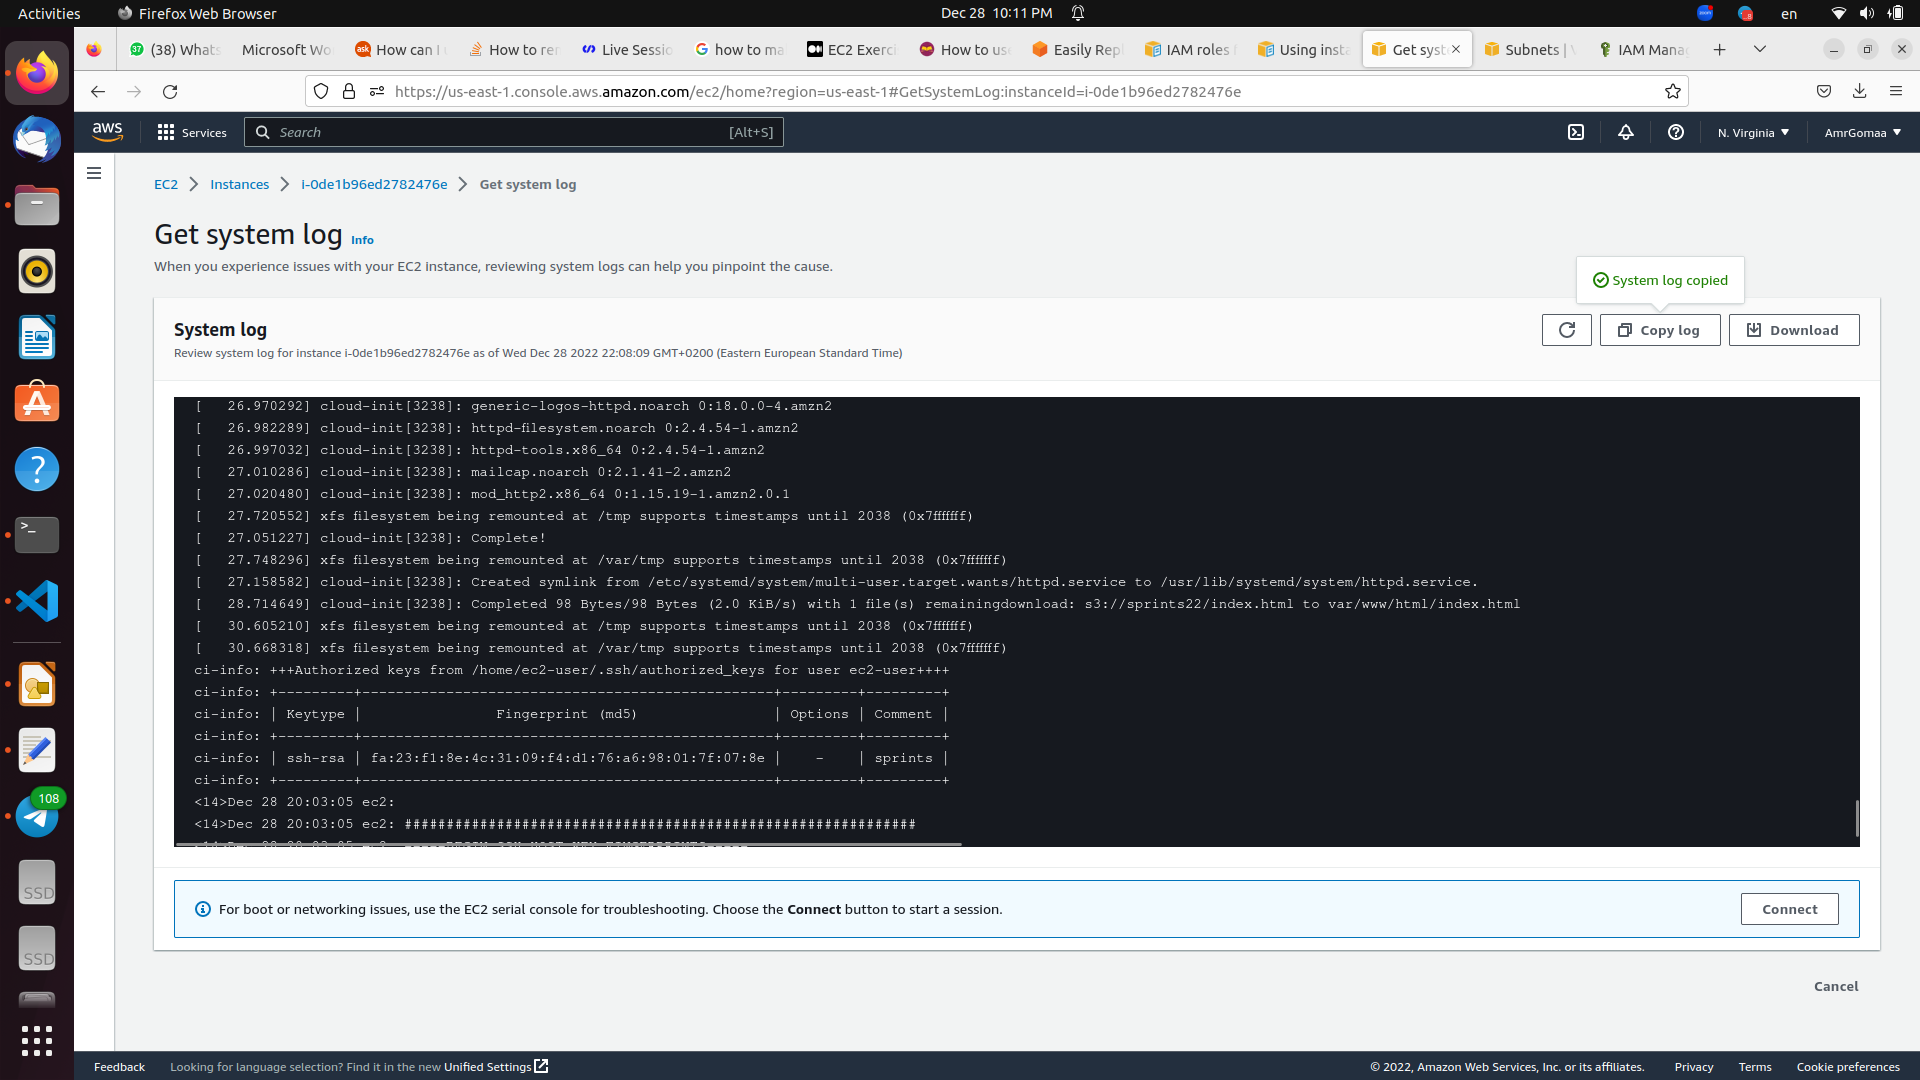 Activities
Firefox Web Browser
Dec 28 10:11 PM
en
(38) Whats
Microsoft Wo
How can I
How to re
Live Sessio
how to ma
EC2 Exerci
How to us
Easily Repl
IAM roles f
Using insta
Get syst
Subnets | V
IAM Manag
https://us-east-1.console.aws.amazon.com/ec2/home?region=us-east-1#GetSystemLog:instanceId=i-0de1b96ed2782476e
aws
Services
Search
[Alt+S]
N. Virginia
AmrGomaa
EC2
Instances
i-0de1b96ed2782476e
Get system log
Get system log Info
When you experience issues with your EC2 instance, reviewing system logs can help you pinpoint the cause.
System log copied
System log
Review system log for instance i-0de1b96ed2782476e as of Wed Dec 28 2022 22:08:09 GMT+0200 (Eastern European Standard Time)
Copy log
Download
[   26.970292] cloud-init[3238]: generic-logos-httpd.noarch 0:18.0.0-4.amzn2
[   26.982289] cloud-init[3238]: httpd-filesystem.noarch 0:2.4.54-1.amzn2
[   26.997032] cloud-init[3238]: httpd-tools.x86_64 0:2.4.54-1.amzn2
[   27.010286] cloud-init[3238]: mailcap.noarch 0:2.1.41-2.amzn2
[   27.020480] cloud-init[3238]: mod_http2.x86_64 0:1.15.19-1.amzn2.0.1
[   27.720552] xfs filesystem being remounted at /tmp supports timestamps until 2038 (0x7fffffff)
[   27.051227] cloud-init[3238]: Complete!
[   27.748296] xfs filesystem being remounted at /var/tmp supports timestamps until 2038 (0x7fffffff)
[   27.158582] cloud-init[3238]: Created symlink from /etc/systemd/system/multi-user.target.wants/httpd.service to /usr/lib/systemd/system/httpd.service.
[   28.714649] cloud-init[3238]: Completed 98 Bytes/98 Bytes (2.0 KiB/s) with 1 file(s) remainingdownload: s3://sprints22/index.html to var/www/html/index.html
[   30.605210] xfs filesystem being remounted at /tmp supports timestamps until 2038 (0x7fffffff)
[   30.668318] xfs filesystem being remounted at /var/tmp supports timestamps until 2038 (0x7fffffff)
ci-info: +++Authorized keys from /home/ec2-user/.ssh/authorized_keys for user ec2-user++++
ci-info: +---------+-------------------------------------------------+---------+---------+
ci-info: | Keytype |                Fingerprint (md5)                | Options | Comment |
ci-info: +---------+-------------------------------------------------+---------+---------+
ci-info: | ssh-rsa | fa:23:f1:8e:4c:31:09:f4:d1:76:a6:98:01:7f:07:8e |    -    | sprints |
ci-info: +---------+-------------------------------------------------+---------+---------+
<14>Dec 28 20:03:05 ec2:
<14>Dec 28 20:03:05 ec2: #############################################################
For boot or networking issues, use the EC2 serial console for troubleshooting. Choose the Connect button to start a session.
Connect
Cancel
108
SSD
SSD
Feedback
Looking for language selection? Find it in the new Unified Settings
© 2022, Amazon Web Services, Inc. or its affiliates.
Privacy
Terms
Cookie preferences